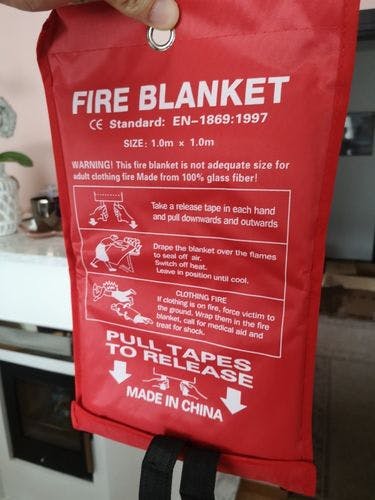 FIRE BLANKET
CE Standard: EN-1869:1997
SIZE: 1.0m x 1.0m
WARNING! This fire blanket is not adequate size for
adult clothing fire Made from 100% glass fiber!
Take a release tape in each hand
and pull downwards and outwards
Drape the blanket over the flames
to seal off air.
Switch off heat.
Leave in position until cool.
CLOTHING FIRE
If clothing is on fire, force victim to
the ground. Wrap them in the fire
blanket, call for medical aid and
treat for shock.
PULL TAPES
TO RELEASE
MADE IN CHINA